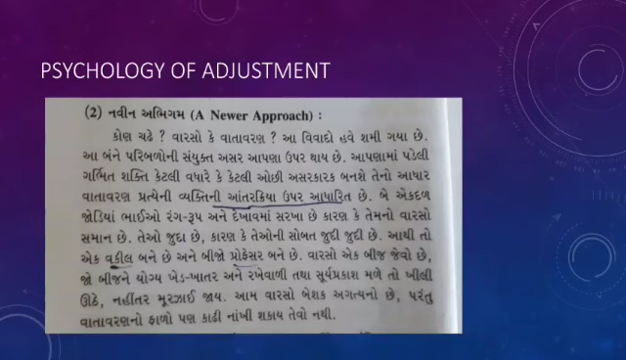 PSYCHOLOGY OF ADJUSTMENT
(2) નવીન અભિગમ (A Newer Approach) :
કોણ ચઢે ? વારસો કે વાતાવરણ ? આ વિવાદો હવે શમી ગયા છે.
આ બંને પરિબળોની સંયુક્ત અસર આપણા ઉપર થાય છે. આપણામાં પડેલી
ગર્ભિત શક્તિ કેટલી વધારે કે કેટલી ઓછી અસરકારક બનશે તેનો આધાર
વાતાવરણ પ્રત્યેની વ્યક્તિની આંતરક્રિયા ઉપર આધારિત છે. બે એકદળ
જોડિયાં ભાઈઓ રંગ-રૂપ અને દેખાવમાં સરખા છે કારણ કે તેમનો વારસો
સમાન છે. તેઓ જુદા છે, કારણ કે તેઓની સોબત જુદી જુદી છે. આથી તો
એક વકીલ બને છે અને બીજો પ્રોફેસર બને છે. વારસો એક બીજ જેવો છે,
જો બીજને યોગ્ય ખેડ-ખાતર અને રખેવાળી તથા સૂર્યપ્રકાશ મળે તો ખીલી
ઊઠે, નહીંતર મૂરઝાઈ જાય. આમ વારસો બેશક અગત્યનો છે, પરંતુ
વાતાવરણનો ફાળો પણ કાઢી નાંખી શકાય તેવો નથી.